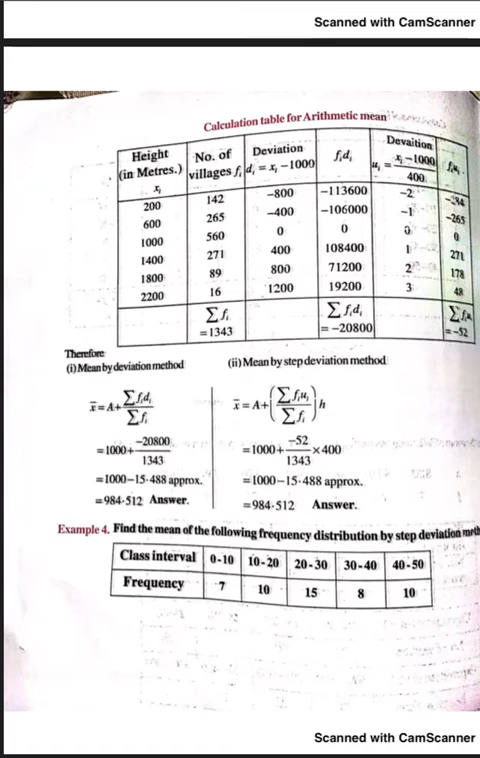 Scanned with CamScanner
Calculation table for Arithmetic mean
Height (in Metres.) xᵢ | No. of villages fᵢ | Deviation dᵢ = xᵢ − 1000 | fᵢdᵢ | Devaition uᵢ = (xᵢ − 1000)/400 | fᵢuᵢ
200 | 142 | −800 | −113600 | −2 | −284
600 | 265 | −400 | −106000 | −1 | −265
1000 | 560 | 0 | 0 | 0 | 0
1400 | 271 | 400 | 108400 | 1 | 271
1800 | 89 | 800 | 71200 | 2 | 178
2200 | 16 | 1200 | 19200 | 3 | 48
∑fᵢ =1343 | ∑fᵢdᵢ = −20800 | ∑fᵢu =−52
Therefore
(i) Mean by deviation method
x̄ = A+ ∑fᵢdᵢ/∑fᵢ
=1000+ −20800/1343
=1000−15·488 approx.
=984·512 Answer.
(ii) Mean by step deviation method
x̄ = A+(∑fᵢuᵢ/∑fᵢ)h
=1000+ −52/1343 ×400
=1000−15·488 approx.
=984·512 Answer.
Example 4. Find the mean of the following frequency distribution by step deviation meth
Class interval | 0-10 | 10-20 | 20-30 | 30-40 | 40-50
Frequency | 7 | 10 | 15 | 8 | 10
Scanned with CamScanner